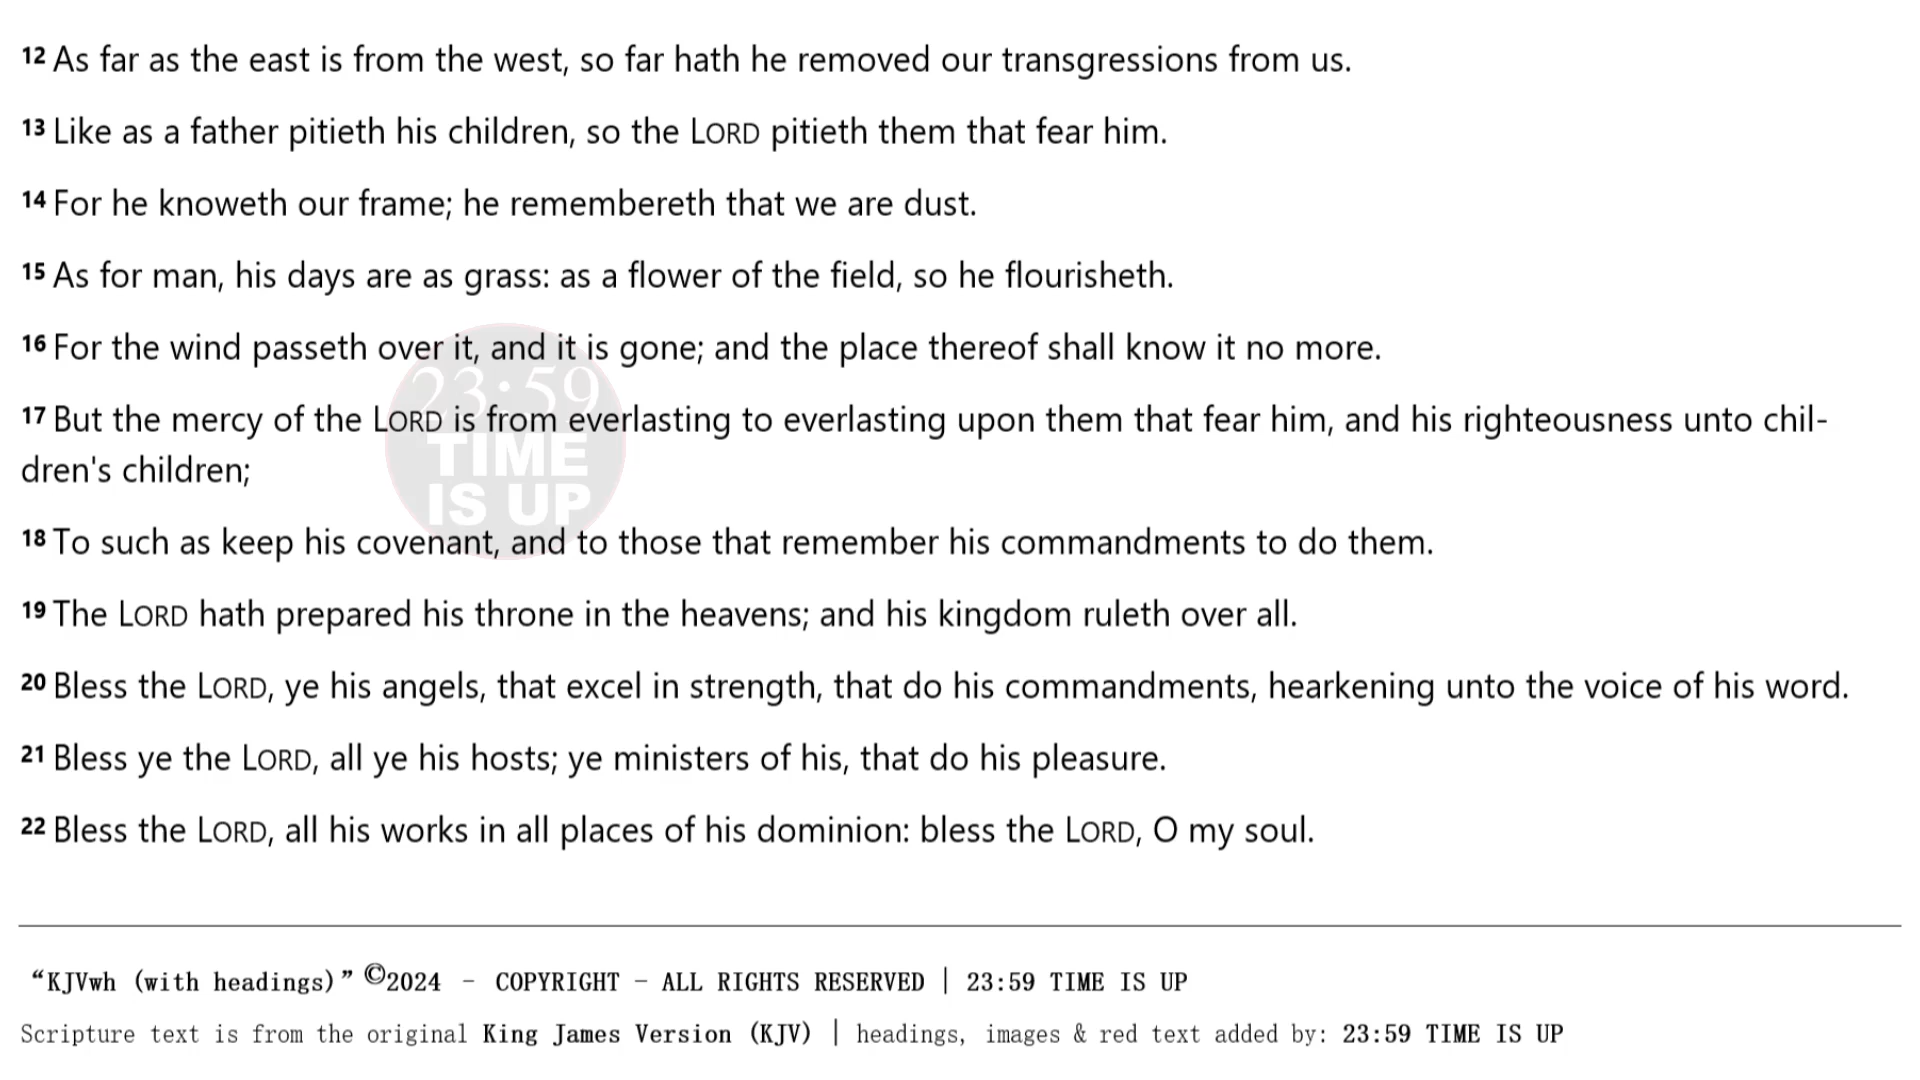 12 As far as the east is from the west, so far hath he removed our transgressions from us.
13 Like as a father pitieth his children, so the LORD pitieth them that fear him.
14 For he knoweth our frame; he remembereth that we are dust.
15 As for man, his days are as grass: as a flower of the field, so he flourisheth.
16 For the wind passeth over it, and it is gone; and the place thereof shall know it no more.
23:59
17 But the mercy of the LORD is from everlasting to everlasting upon them that fear him, and his righteousness unto chil-
TIME
dren's children;
IS UP
18 To such as keep his covenant, and to those that remember his commandments to do them.
19 The LORD hath prepared his throne in the heavens; and his kingdom ruleth over all.
20 Bless the LORD, ye his angels, that excel in strength, that do his commandments, hearkening unto the voice of his word.
21 Bless ye the LORD, all ye his hosts; ye ministers of his, that do his pleasure.
22 Bless the LORD, all his works in all places of his dominion: bless the LORD, O my soul.
“KJVwh (with headings)” ©2024 – COPYRIGHT – ALL RIGHTS RESERVED | 23:59 TIME IS UP
Scripture text is from the original King James Version (KJV) | headings, images & red text added by: 23:59 TIME IS UP